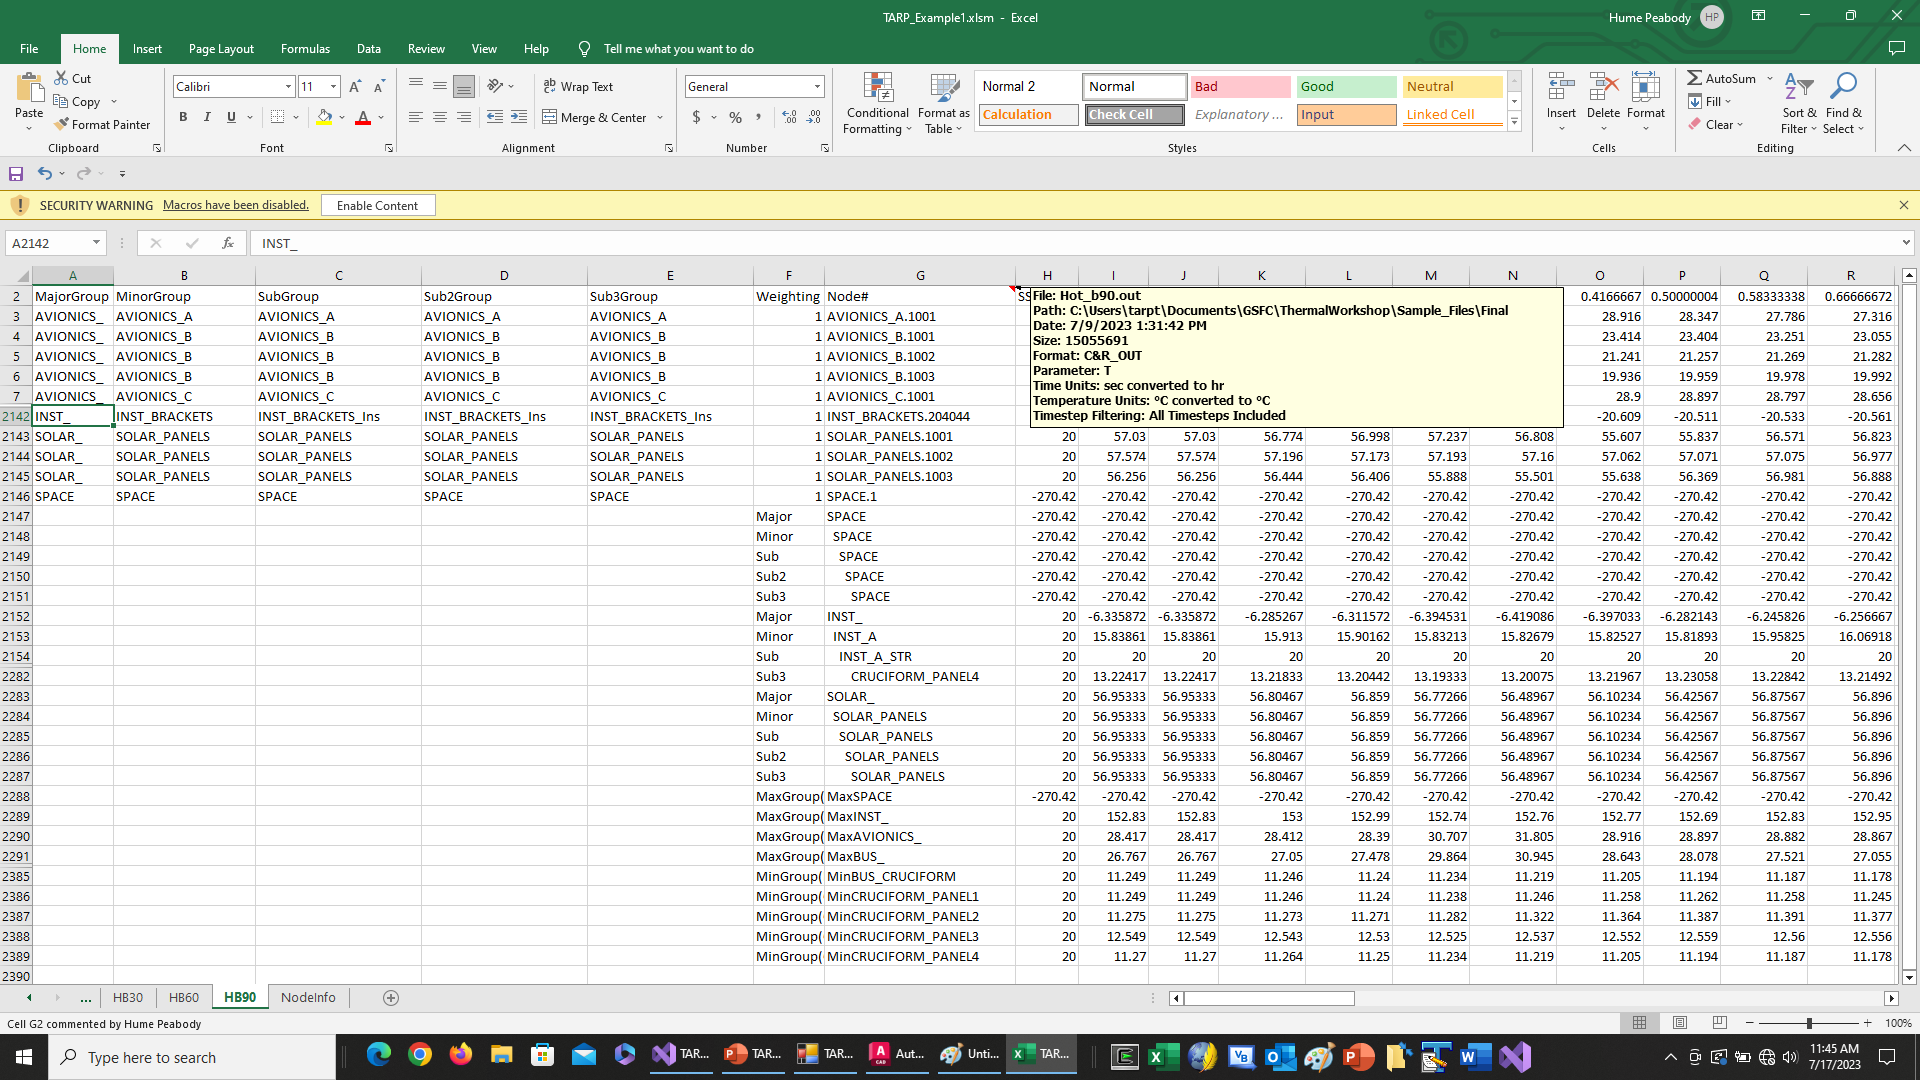 TARP_Example1.xlsm - Excel
Hume Peabody HP
File Home Insert Page Layout Formulas Data Review View Help Tell me what you want to do
Paste Cut Copy Format Painter
Clipboard
Calibri 11
B I U
Font
Wrap Text
Merge & Center
Alignment
General
$ % ,
Number
Conditional Formatting
Format as Table
Normal 2 Normal Bad Good Neutral
Calculation Check Cell Explanatory ... Input Linked Cell
Styles
Insert Delete Format
Cells
AutoSum
Fill
Clear
Sort & Filter
Find & Select
Editing
SECURITY WARNING Macros have been disabled. Enable Content
A2142 fx INST_
A B C D E F G H I J K L M N O P Q R
2 MajorGroup MinorGroup SubGroup Sub2Group Sub3Group Weighting Node# 0.4166667 0.50000004 0.58333338 0.66666672
3 AVIONICS_ AVIONICS_A AVIONICS_A AVIONICS_A AVIONICS_A 1 AVIONICS_A.1001 28.916 28.347 27.786 27.316
4 AVIONICS_ AVIONICS_B AVIONICS_B AVIONICS_B AVIONICS_B 1 AVIONICS_B.1001 23.414 23.404 23.251 23.055
5 AVIONICS_ AVIONICS_B AVIONICS_B AVIONICS_B AVIONICS_B 1 AVIONICS_B.1002 21.241 21.257 21.269 21.282
6 AVIONICS_ AVIONICS_B AVIONICS_B AVIONICS_B AVIONICS_B 1 AVIONICS_B.1003 19.936 19.959 19.978 19.992
7 AVIONICS_ AVIONICS_C AVIONICS_C AVIONICS_C AVIONICS_C 1 AVIONICS_C.1001 28.9 28.897 28.797 28.656
2142 INST_ INST_BRACKETS INST_BRACKETS_Ins INST_BRACKETS_Ins INST_BRACKETS_Ins 1 INST_BRACKETS.204044 -20.609 -20.511 -20.533 -20.561
File: Hot_b90.out
Path: C:\Users\tarpt\Documents\GSFC\ThermalWorkshop\Sample_Files\Final
Date: 7/9/2023 1:31:42 PM
Size: 15055691
Format: C&R_OUT
Parameter: T
Time Units: sec converted to hr
Temperature Units: ºC converted to ºC
Timestep Filtering: All Timesteps Included
2143 SOLAR_ SOLAR_PANELS SOLAR_PANELS SOLAR_PANELS SOLAR_PANELS 1 SOLAR_PANELS.1001 20 57.03 57.03 56.774 56.998 57.237 56.808 55.607 55.837 56.571 56.823
2144 SOLAR_ SOLAR_PANELS SOLAR_PANELS SOLAR_PANELS SOLAR_PANELS 1 SOLAR_PANELS.1002 20 57.574 57.574 57.196 57.173 57.193 57.16 57.062 57.071 57.075 56.977
2145 SOLAR_ SOLAR_PANELS SOLAR_PANELS SOLAR_PANELS SOLAR_PANELS 1 SOLAR_PANELS.1003 20 56.256 56.256 56.444 56.406 55.888 55.501 55.638 56.369 56.981 56.888
2146 SPACE SPACE SPACE SPACE SPACE 1 SPACE.1 -270.42 -270.42 -270.42 -270.42 -270.42 -270.42 -270.42 -270.42 -270.42 -270.42 -270.42
2147 Major SPACE -270.42 -270.42 -270.42 -270.42 -270.42 -270.42 -270.42 -270.42 -270.42 -270.42 -270.42
2148 Minor SPACE -270.42 -270.42 -270.42 -270.42 -270.42 -270.42 -270.42 -270.42 -270.42 -270.42 -270.42
2149 Sub SPACE -270.42 -270.42 -270.42 -270.42 -270.42 -270.42 -270.42 -270.42 -270.42 -270.42 -270.42
2150 Sub2 SPACE -270.42 -270.42 -270.42 -270.42 -270.42 -270.42 -270.42 -270.42 -270.42 -270.42 -270.42
2151 Sub3 SPACE -270.42 -270.42 -270.42 -270.42 -270.42 -270.42 -270.42 -270.42 -270.42 -270.42 -270.42
2152 Major INST_ 20 -6.335872 -6.335872 -6.285267 -6.311572 -6.394531 -6.419086 -6.397033 -6.282143 -6.245826 -6.256667
2153 Minor INST_A 20 15.83861 15.83861 15.913 15.90162 15.83213 15.82679 15.82527 15.81893 15.95825 16.06918
2154 Sub INST_A_STR 20 20 20 20 20 20 20 20 20 20 20
2282 Sub3 CRUCIFORM_PANEL4 20 13.22417 13.22417 13.21833 13.20442 13.19333 13.20075 13.21967 13.23058 13.22842 13.21492
2283 Major SOLAR_ 20 56.95333 56.95333 56.80467 56.859 56.77266 56.48967 56.10234 56.42567 56.87567 56.896
2284 Minor SOLAR_PANELS 20 56.95333 56.95333 56.80467 56.859 56.77266 56.48967 56.10234 56.42567 56.87567 56.896
2285 Sub SOLAR_PANELS 20 56.95333 56.95333 56.80467 56.859 56.77266 56.48967 56.10234 56.42567 56.87567 56.896
2286 Sub2 SOLAR_PANELS 20 56.95333 56.95333 56.80467 56.859 56.77266 56.48967 56.10234 56.42567 56.87567 56.896
2287 Sub3 SOLAR_PANELS 20 56.95333 56.95333 56.80467 56.859 56.77266 56.48967 56.10234 56.42567 56.87567 56.896
2288 MaxGroup( MaxSPACE -270.42 -270.42 -270.42 -270.42 -270.42 -270.42 -270.42 -270.42 -270.42 -270.42 -270.42
2289 MaxGroup( MaxINST_ 20 152.83 152.83 153 152.99 152.74 152.76 152.77 152.69 152.83 152.95
2290 MaxGroup( MaxAVIONICS_ 20 28.417 28.417 28.412 28.39 30.707 31.805 28.916 28.897 28.882 28.867
2291 MaxGroup( MaxBUS_ 20 26.767 26.767 27.05 27.478 29.864 30.945 28.643 28.078 27.521 27.055
2385 MinGroup( MinBUS_CRUCIFORM 20 11.249 11.249 11.246 11.24 11.234 11.219 11.205 11.194 11.187 11.178
2386 MinGroup( MinCRUCIFORM_PANEL1 20 11.249 11.249 11.246 11.24 11.238 11.246 11.258 11.262 11.258 11.245
2387 MinGroup( MinCRUCIFORM_PANEL2 20 11.275 11.275 11.273 11.271 11.282 11.322 11.364 11.387 11.391 11.377
2388 MinGroup( MinCRUCIFORM_PANEL3 20 12.549 12.549 12.543 12.53 12.525 12.537 12.552 12.559 12.56 12.556
2389 MinGroup( MinCRUCIFORM_PANEL4 20 11.27 11.27 11.264 11.25 11.234 11.219 11.205 11.194 11.187 11.178
2390
... HB30 HB60 HB90 NodeInfo
Cell G2 commented by Hume Peabody
100%
Type here to search
TAR... TAR... TAR... Aut... Unti... TAR...
11:45 AM
7/17/2023